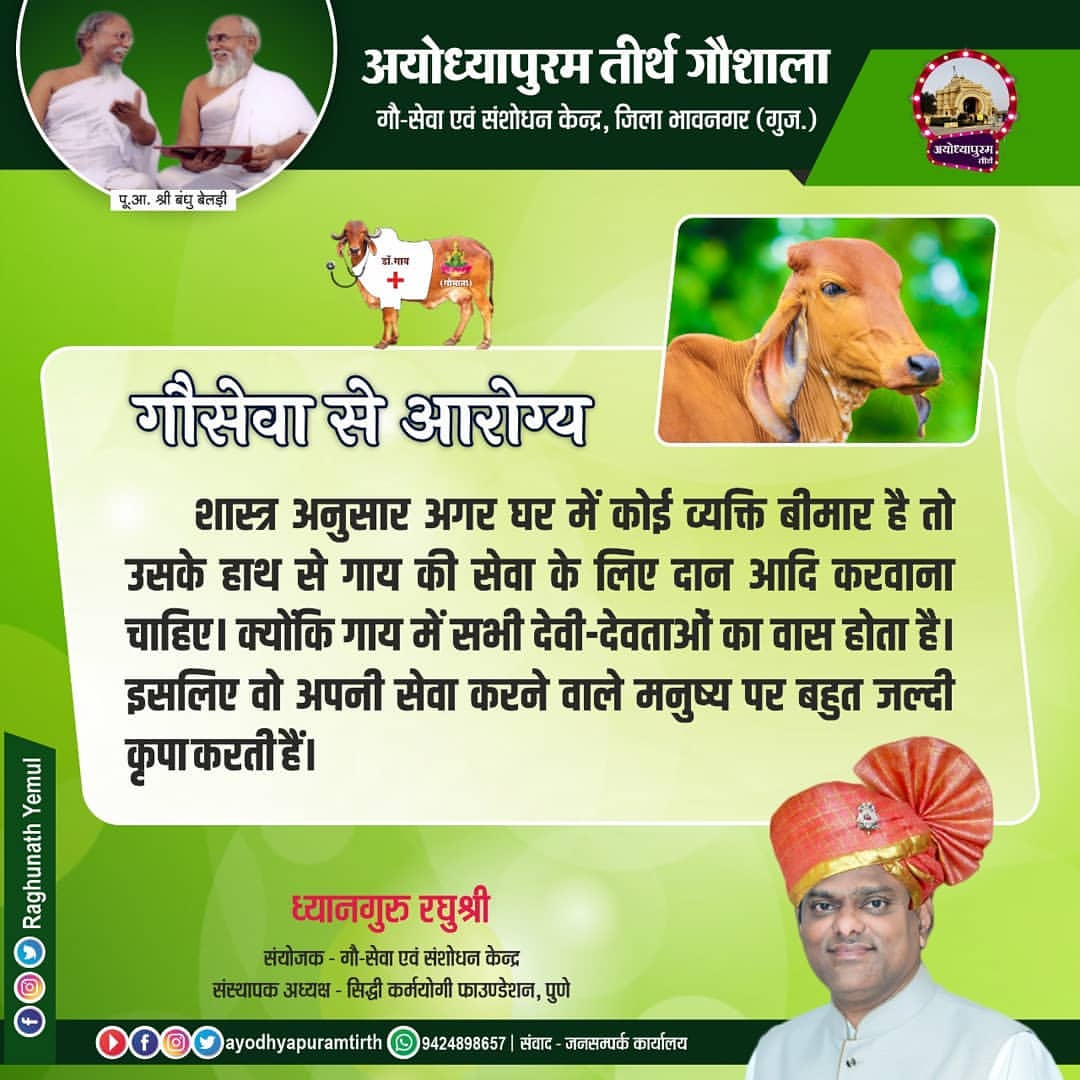 अयोध्यापुरम तीर्थ गौशाला
गौ-सेवा एवं संशोधन केन्द्र, जिला भावनगर (गुज.)
अयोध्यापुरम
तीर्थ
पू.आ. श्री बंधु बेलड़ी
डॉ.गाय
(गोमाता)
गौसेवा से आरोग्य
शास्त्र अनुसार अगर घर में कोई व्यक्ति बीमार है तो
उसके हाथ से गाय की सेवा के लिए दान आदि करवाना
चाहिए। क्योंकि गाय में सभी देवी-देवताओं का वास होता है।
इसलिए वो अपनी सेवा करने वाले मनुष्य पर बहुत जल्दी
कृपा करती हैं।
Raghunath Yemul
ध्यानगुरु रघुश्री
संयोजक - गौ-सेवा एवं संशोधन केन्द्र
संस्थापक अध्यक्ष - सिद्धी कर्मयोगी फाउण्डेशन, पुणे
ayodhyapuramtirth 9424898657 | संवाद - जनसम्पर्क कार्यालय